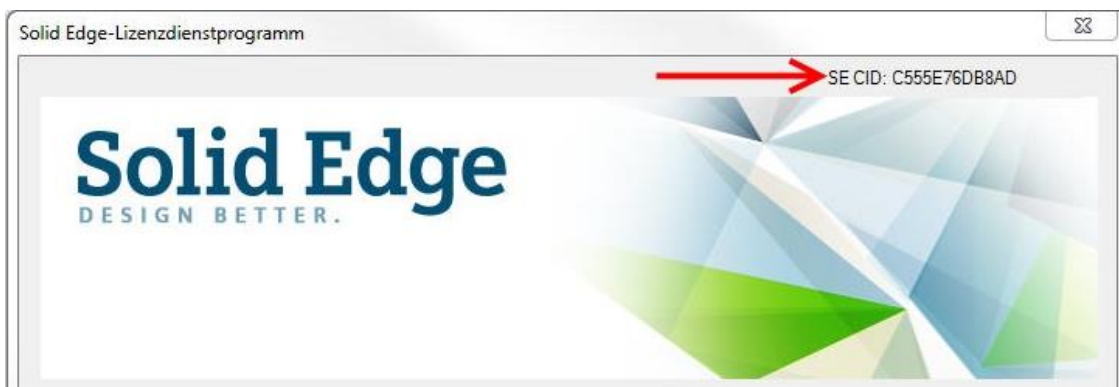 Solid Edge-Lizenzdienstprogramm
SE CID: C555E76DB8AD
Solid Edge
DESIGN BETTER.